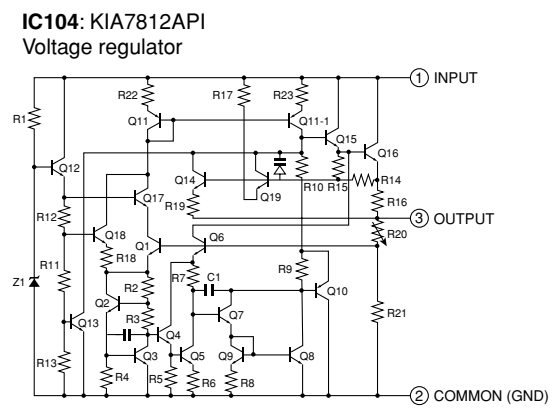 IC104: KIA7812API
Voltage regulator
1 INPUT
R22 R17 R23
R1
Q11 Q11-1
Q15
Q16
Q12
Q14
R10 R15 R14
Q19
R19
R16
Q17
R12
3 OUTPUT
Q18
Q1
Q6
R20
R18
R11
R7 C1
R9
Z1
R2
Q10
Q2
R3
Q7
R21
Q13
Q4
R13
Q3
Q5
Q9
Q8
R4
R5
R6
R8
2 COMMON (GND)